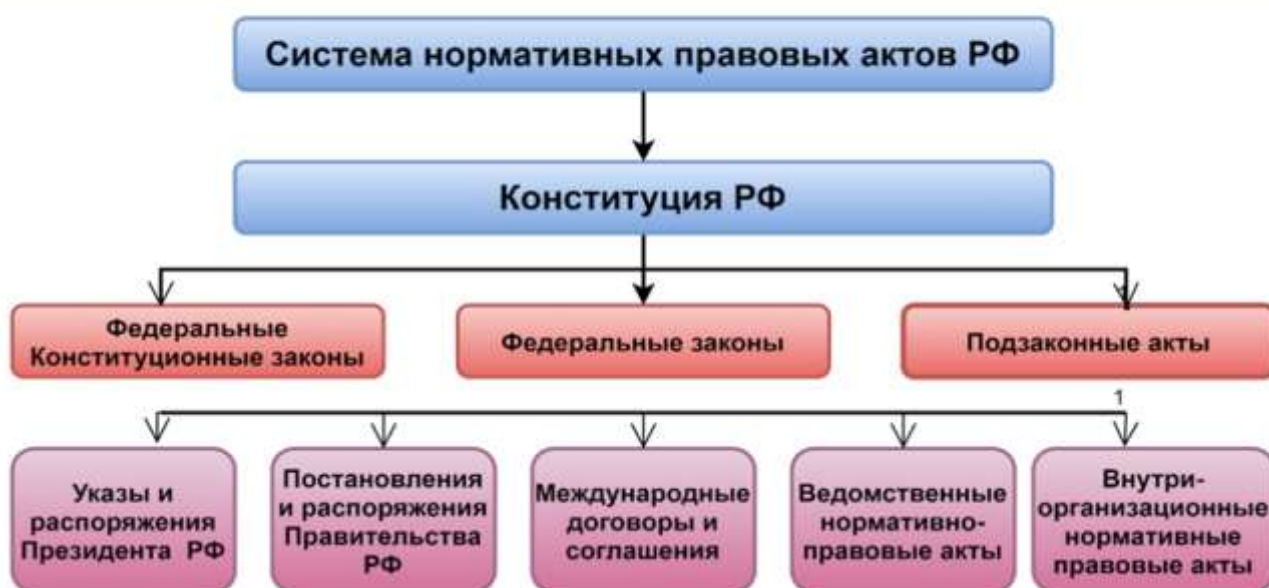 Система нормативных правовых актов РФ
Конституция РФ
Федеральные
Конституционные законы
Федеральные законы
Подзаконные акты
1
Указы и
распоряжения
Президента РФ
Постановления
и распоряжения
Правительства
РФ
Международные
договоры и
соглашения
Ведомственные
нормативно-
правовые акты
Внутри-
организационные
нормативные
правовые акты